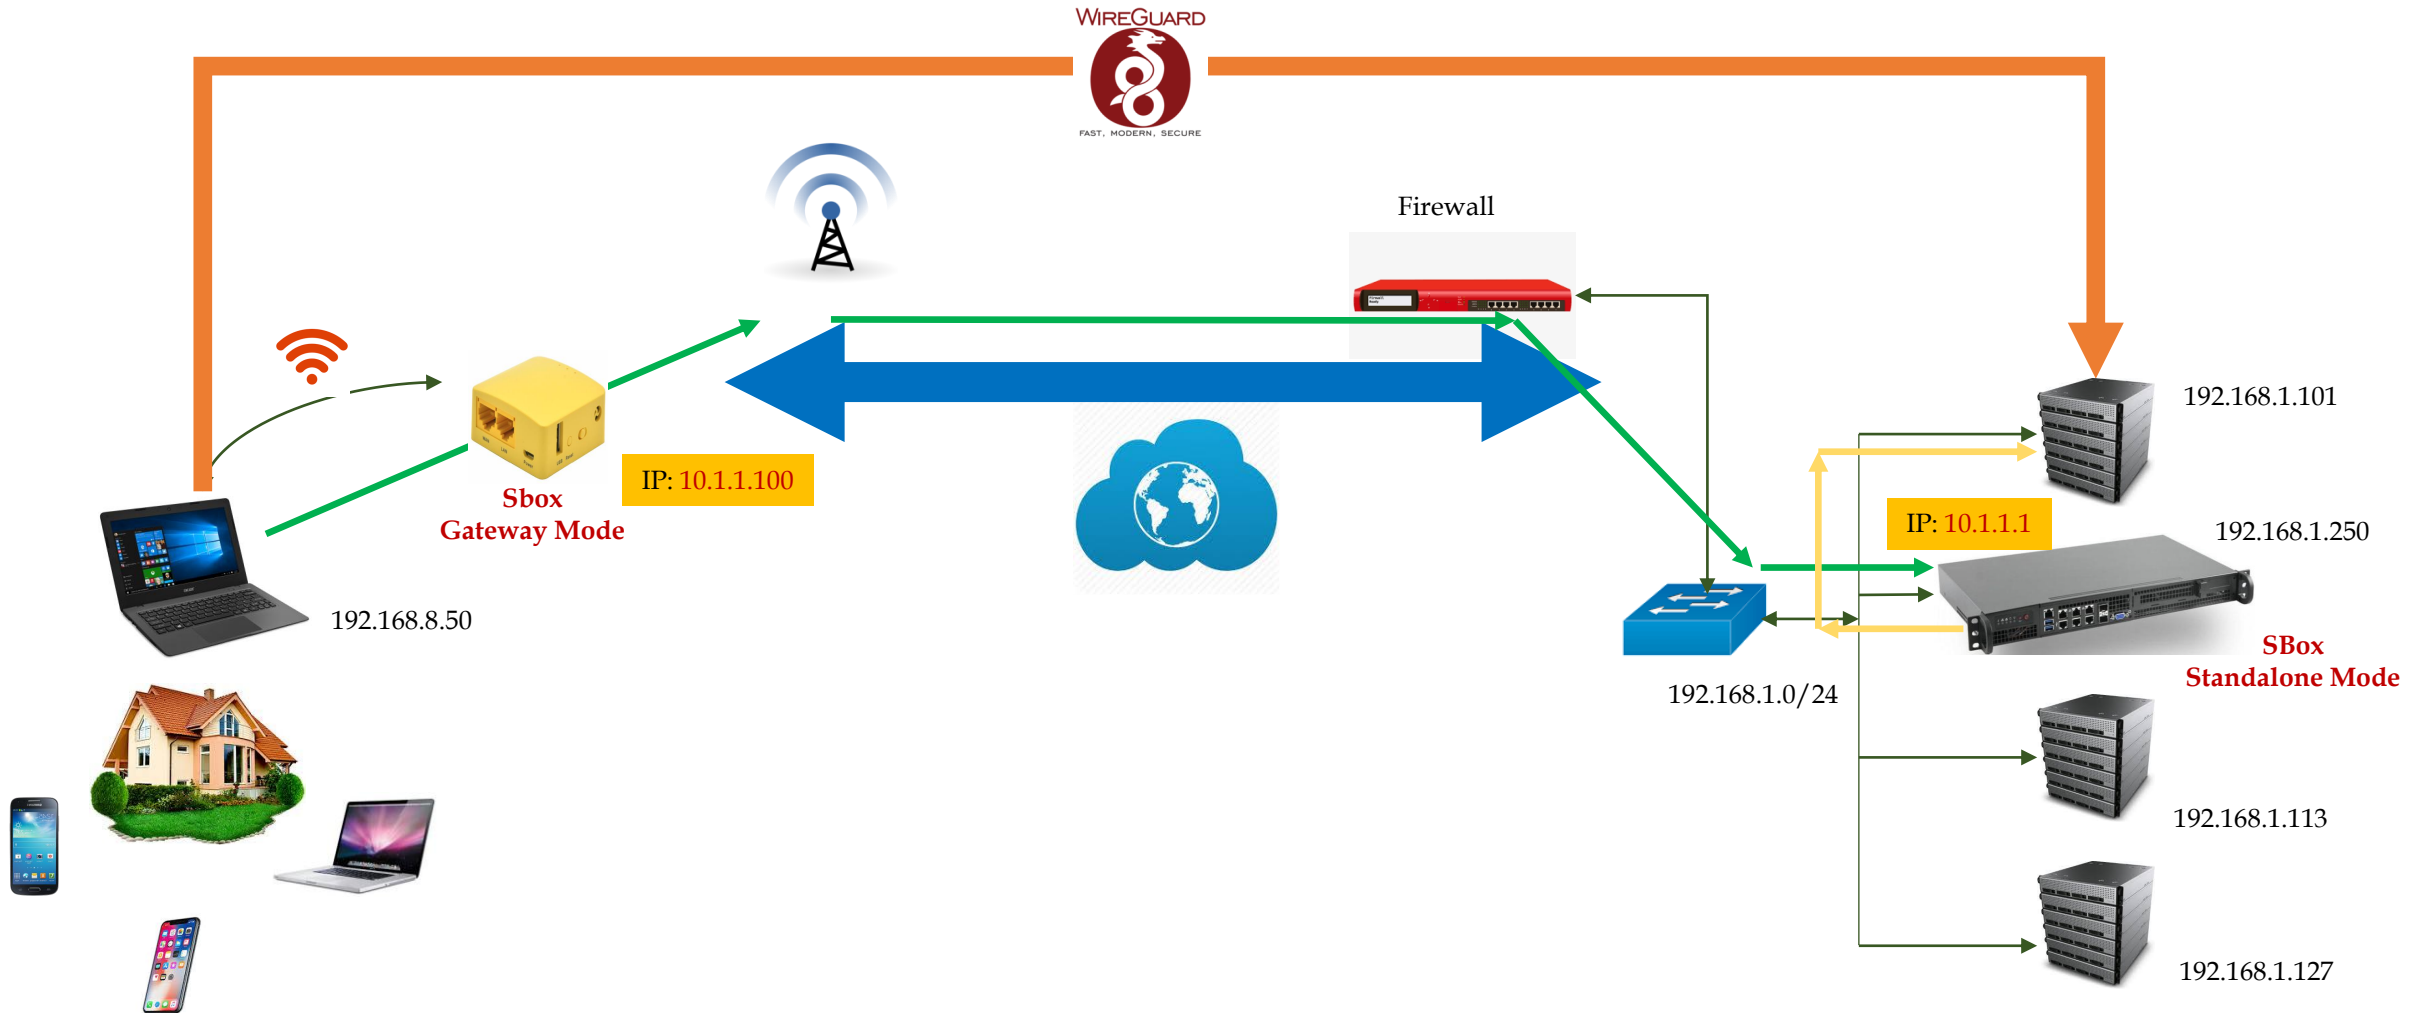 WIREGUARD
FAST, MODERN, SECURE
Firewall
192.168.1.101
IP: 10.1.1.100
Sbox
Gateway Mode
IP: 10.1.1.1
192.168.1.250
192.168.8.50
SBox
Standalone Mode
192.168.1.0/24
192.168.1.113
192.168.1.127